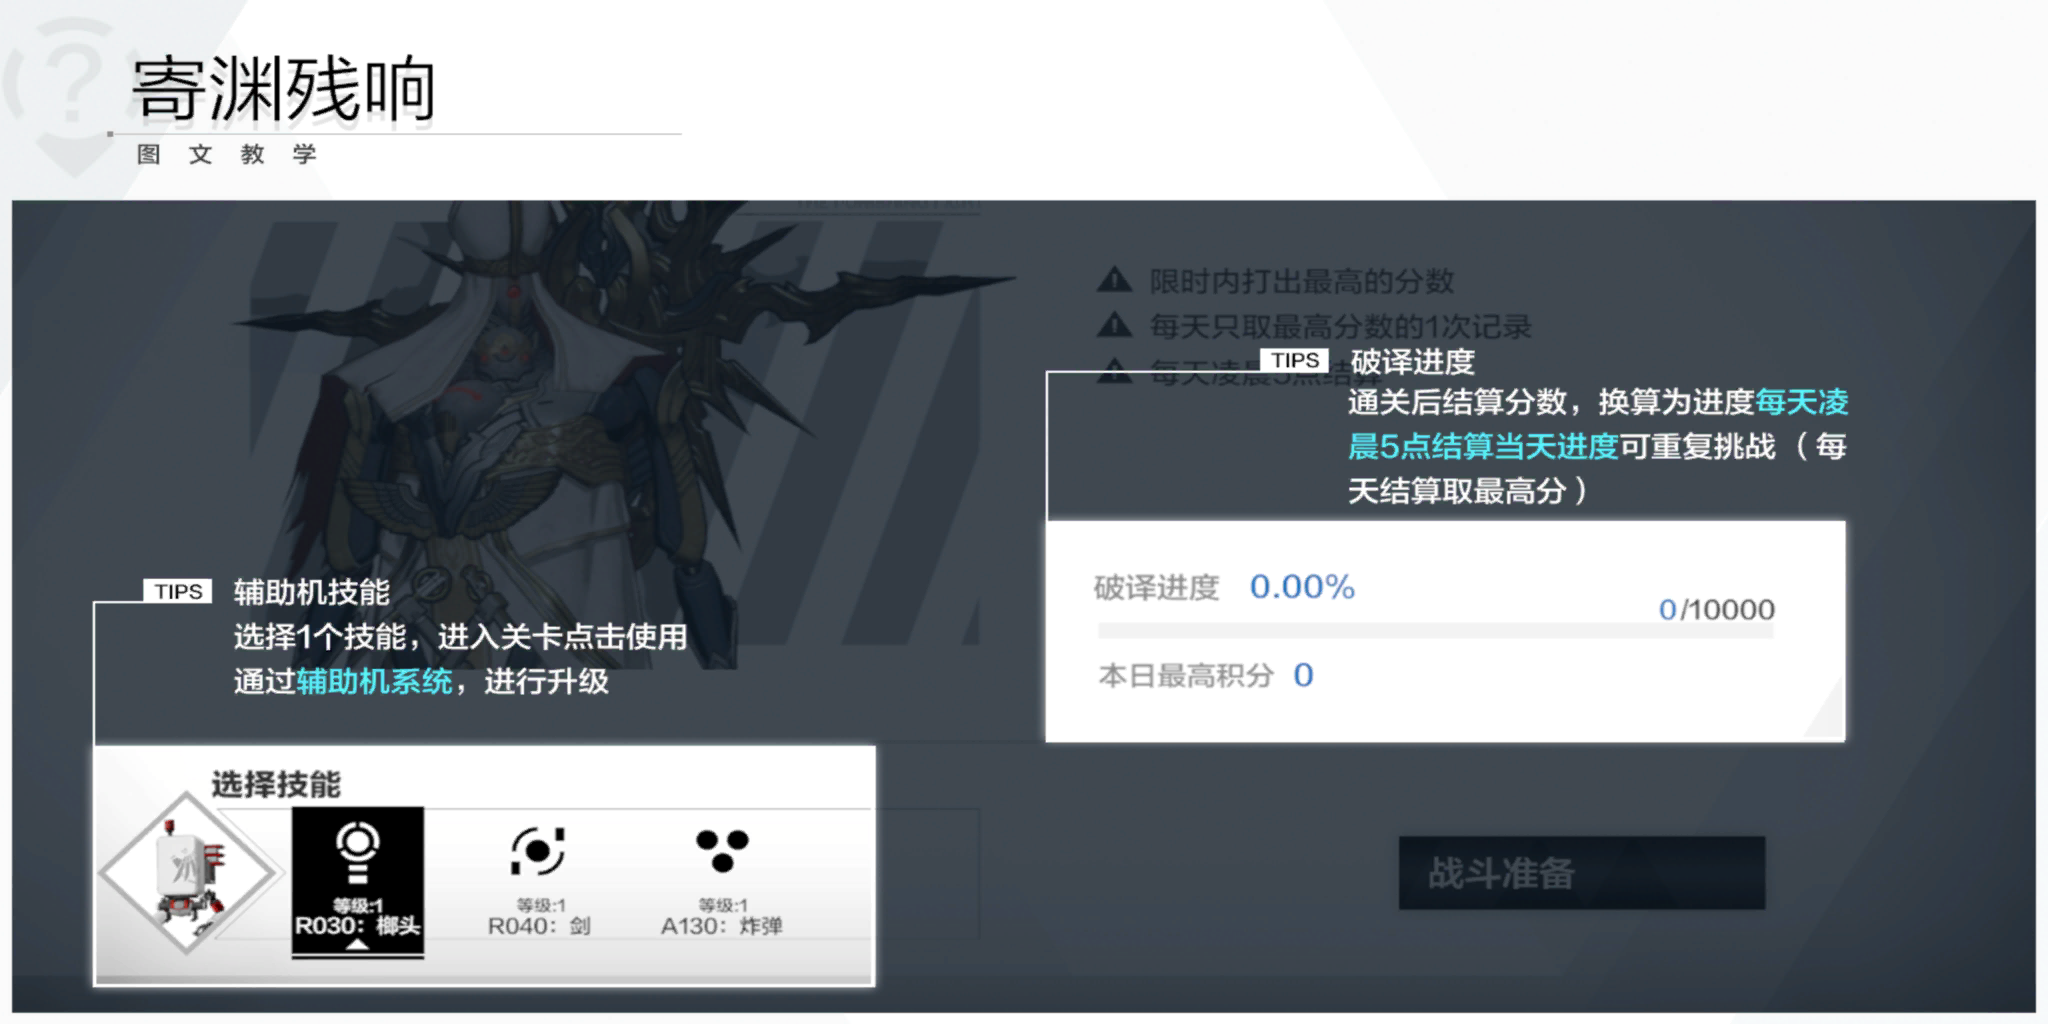 寄渊残响
图文教学
限时内打出最高的分数
每天只取最高分数的1次记录
每天凌晨5点结算
TIPS 破译进度
通关后结算分数，换算为进度每天凌
晨5点结算当天进度可重复挑战（每
天结算取最高分）
破译进度 0.00%
0/10000
本日最高积分 0
TIPS 辅助机技能
选择1个技能，进入关卡点击使用
通过辅助机系统，进行升级
选择技能
等级:1
R030：榔头
等级:1
R040：剑
等级:1
A130：炸弹
战斗准备